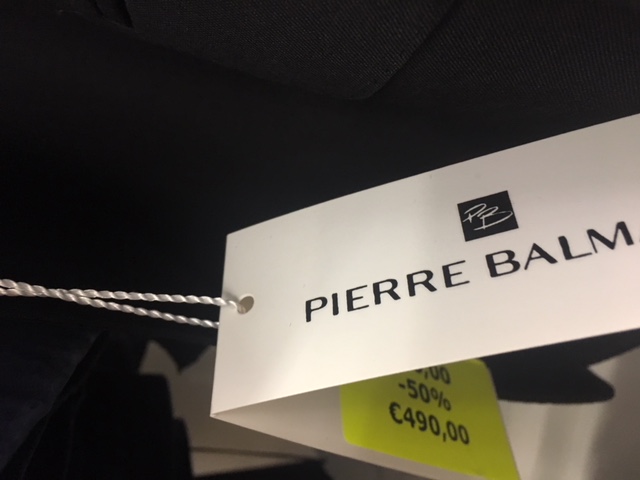 PB
PIERRE BALM
-50%
€490,00